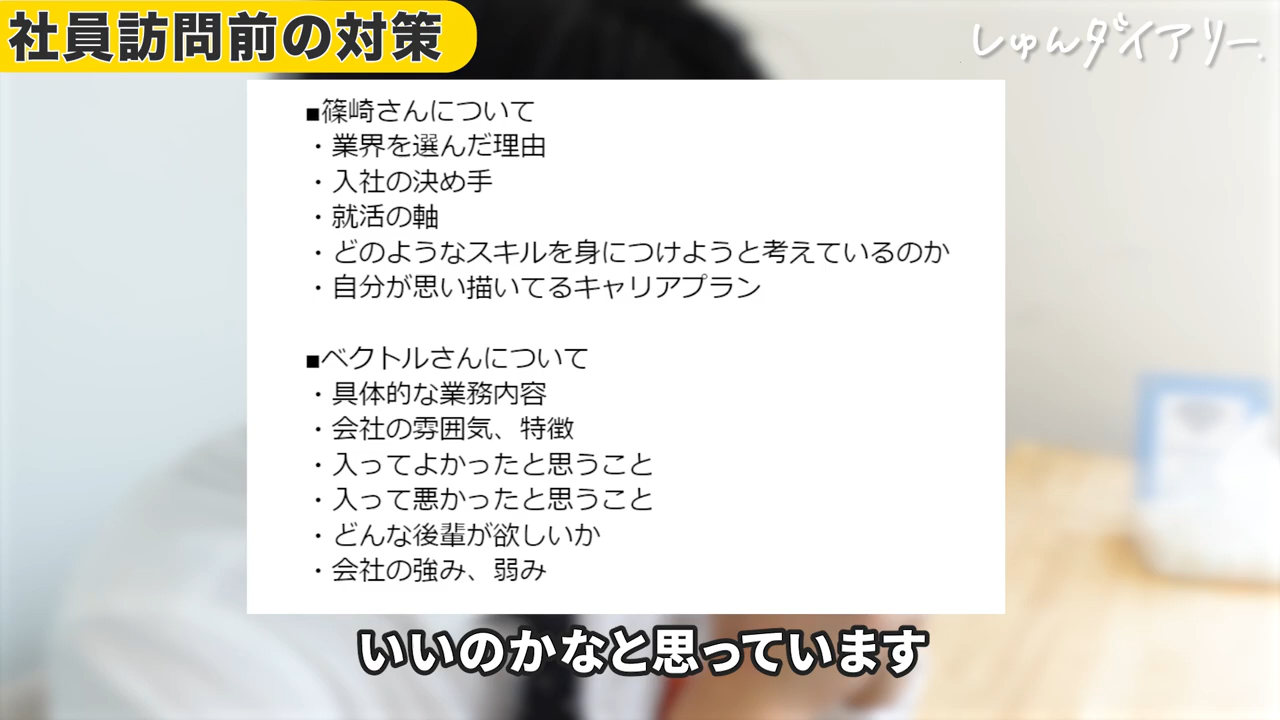 社員訪問前の対策
しゅんダイアリー.
■篠崎さんについて
・業界を選んだ理由
・入社の決め手
・就活の軸
・どのようなスキルを身につけようと考えているのか
・自分が思い描いてるキャリアプラン
■ベクトルさんについて
・具体的な業務内容
・会社の雰囲気、特徴
・入ってよかったと思うこと
・入って悪かったと思うこと
・どんな後輩が欲しいか
・会社の強み、弱み
いいのかなと思っています